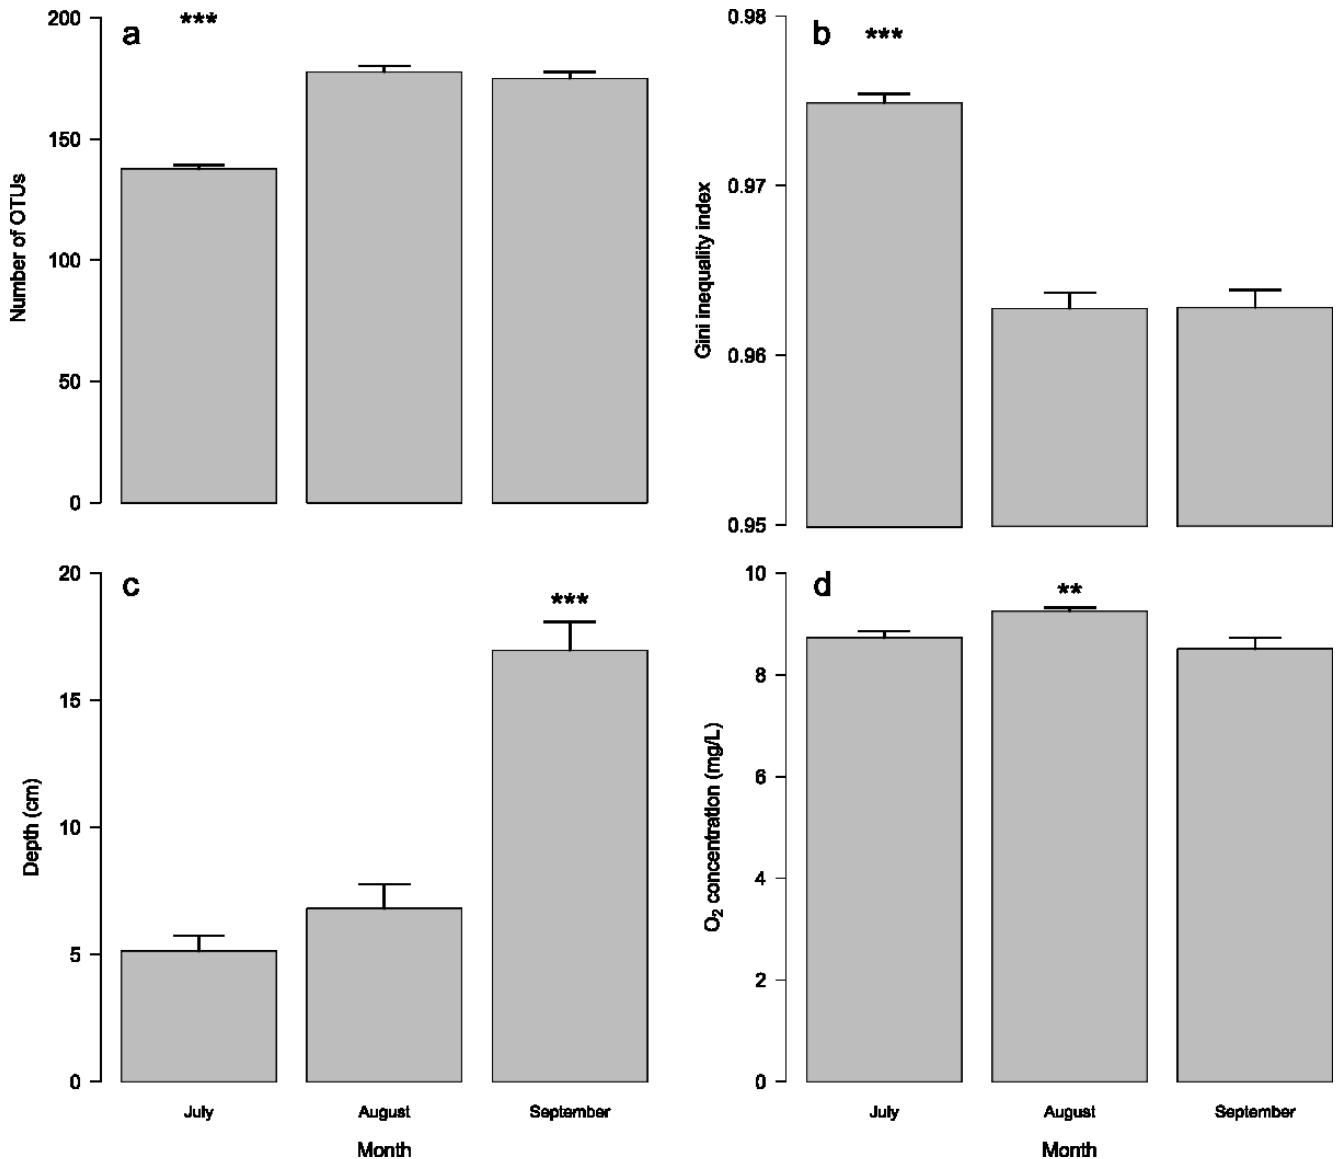 a
***
200
150
100
50
0
Number of OTUs
b
***
0.98
0.97
0.96
0.95
Gini inequality index
c
***
20
15
10
5
0
Depth (cm)
July
August
September
Month
d
**
10
8
6
4
2
0
O₂ concentration (mg/L)
July
August
September
Month